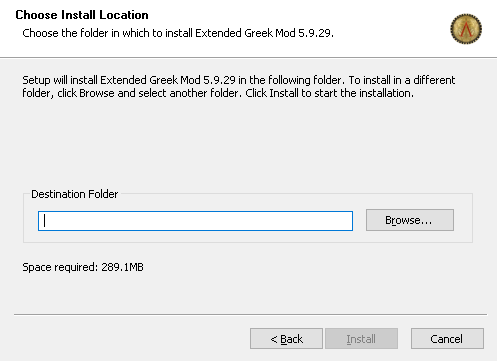 Choose Install Location
Choose the folder in which to install Extended Greek Mod 5.9.29.
Setup will install Extended Greek Mod 5.9.29 in the following folder. To install in a different
folder, click Browse and select another folder. Click Install to start the installation.
Destination Folder
Browse...
Space required: 289.1MB
< Back
Install
Cancel